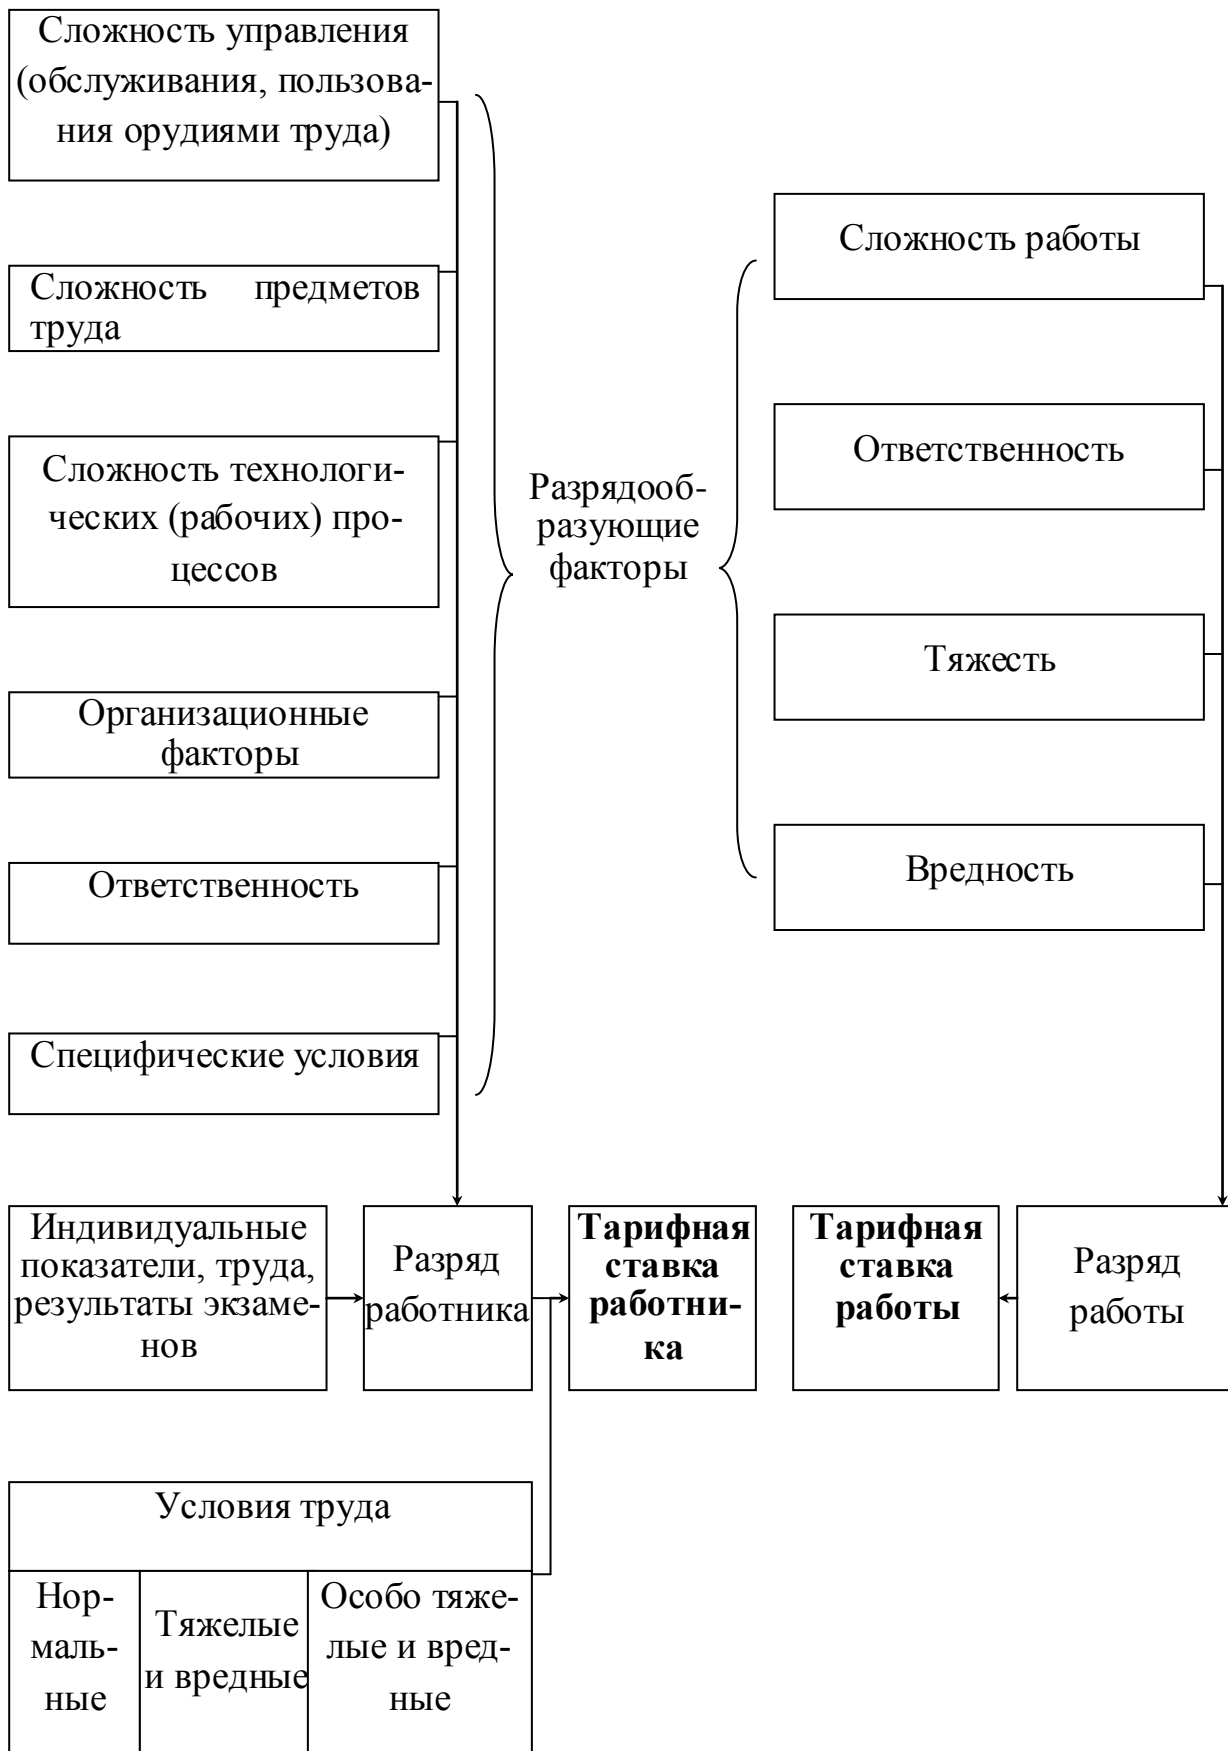 Сложность управления
(обслуживания, пользова-
ния орудиями труда)
Сложность предметов
труда
Сложность технологи-
ческих (рабочих) про-
цессов
Организационные
факторы
Ответственность
Специфические условия
Разрядооб-
разующие
факторы
Сложность работы
Ответственность
Тяжесть
Вредность
Индивидуальные
показатели, труда,
результаты экзаме-
нов
Разряд
работника
Тарифная
ставка
работни-
ка
Тарифная
ставка
работы
Разряд
работы
Условия труда
Нор-
маль-
ные
Тяжелые
и вредные
Особо тяже-
лые и вред-
ные